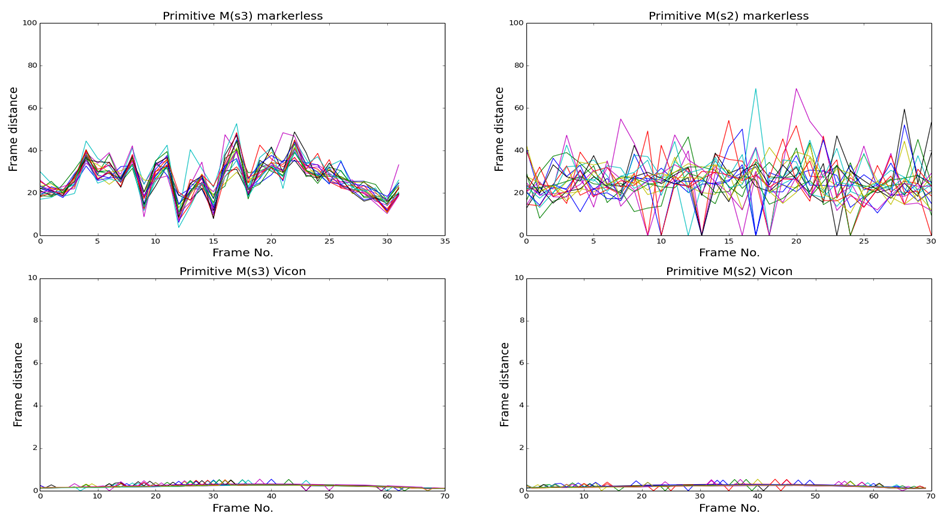 Primitive M(s3) markerless
100
80
60
40
20
0
Frame distance
0 5 10 15 20 25 30 35
Frame No.
Primitive M(s2) markerless
100
80
60
40
20
0
Frame distance
0 5 10 15 20 25 30
Frame No.
Primitive M(s3) Vicon
10
8
6
4
2
0
Frame distance
0 10 20 30 40 50 60 70
Frame No.
Primitive M(s2) Vicon
10
8
6
4
2
0
Frame distance
0 10 20 30 40 50 60 70
Frame No.